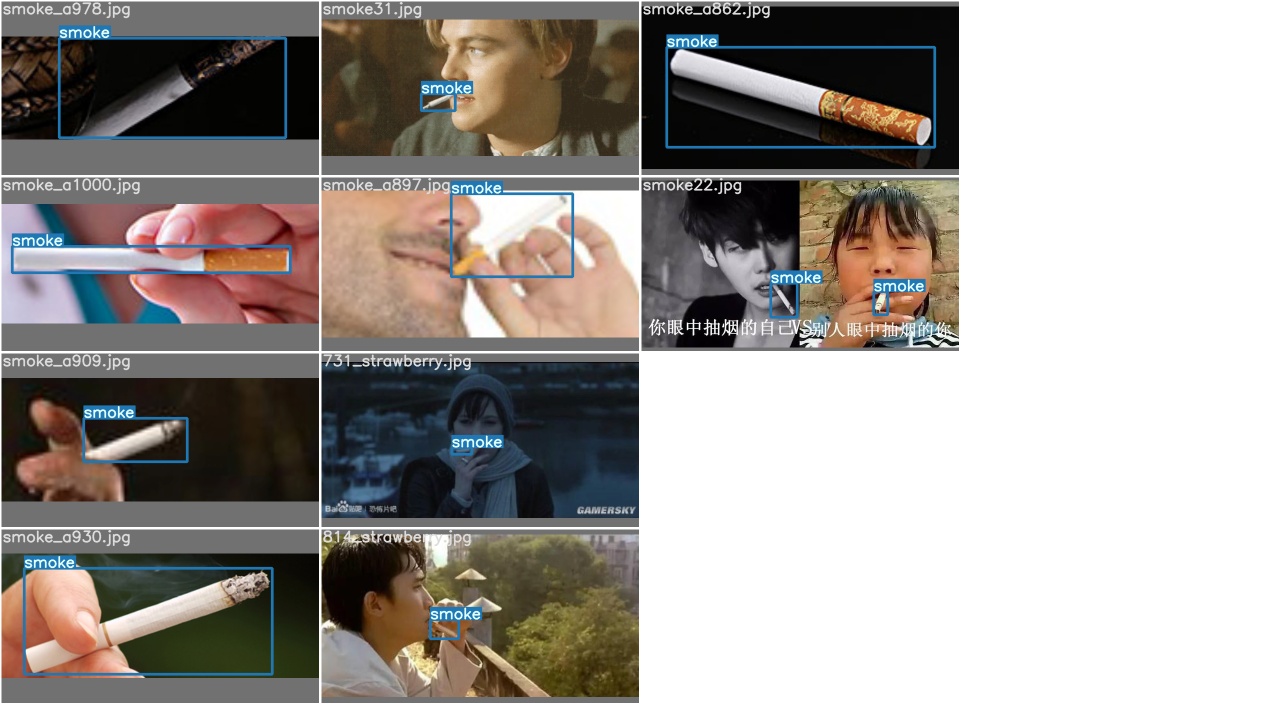 smoke_a978.jpg
smoke
smoke31.jpg
smoke
smoke_a862.jpg
smoke
smoke_a1000.jpg
smoke
smoke_a897.jpg
smoke
smoke22.jpg
smoke
smoke
你眼中抽烟的自己VS别人眼中抽烟的你
smoke_a909.jpg
smoke
731_strawberry.jpg
smoke
Bai 贴吧 | 恐怖片吧
GAMERSKY
smoke_a930.jpg
smoke
814_strawberry.jpg
smoke